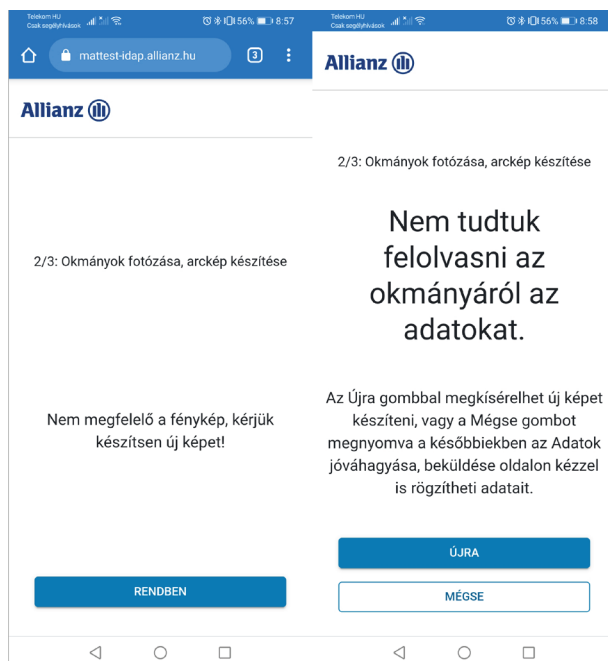 Telekom HU
Csak segélyhívások
56%
8:57
mattest-idap.allianz.hu
3
Allianz
2/3: Okmányok fotózása, arckép készítése
Nem megfelelő a fénykép, kérjük
készítsen új képet!
RENDBEN
Telekom HU
Csak segélyhívások
56%
8:58
Allianz
2/3: Okmányok fotózása, arckép készítése
Nem tudtuk
felolvasni az
okmányáról az
adatokat.
Az Újra gombbal megkísérelhet új képet
készíteni, vagy a Mégse gombot
megnyomva a későbbiekben az Adatok
jóváhagyása, beküldése oldalon kézzel
is rögzítheti adatait.
ÚJRA
MÉGSE